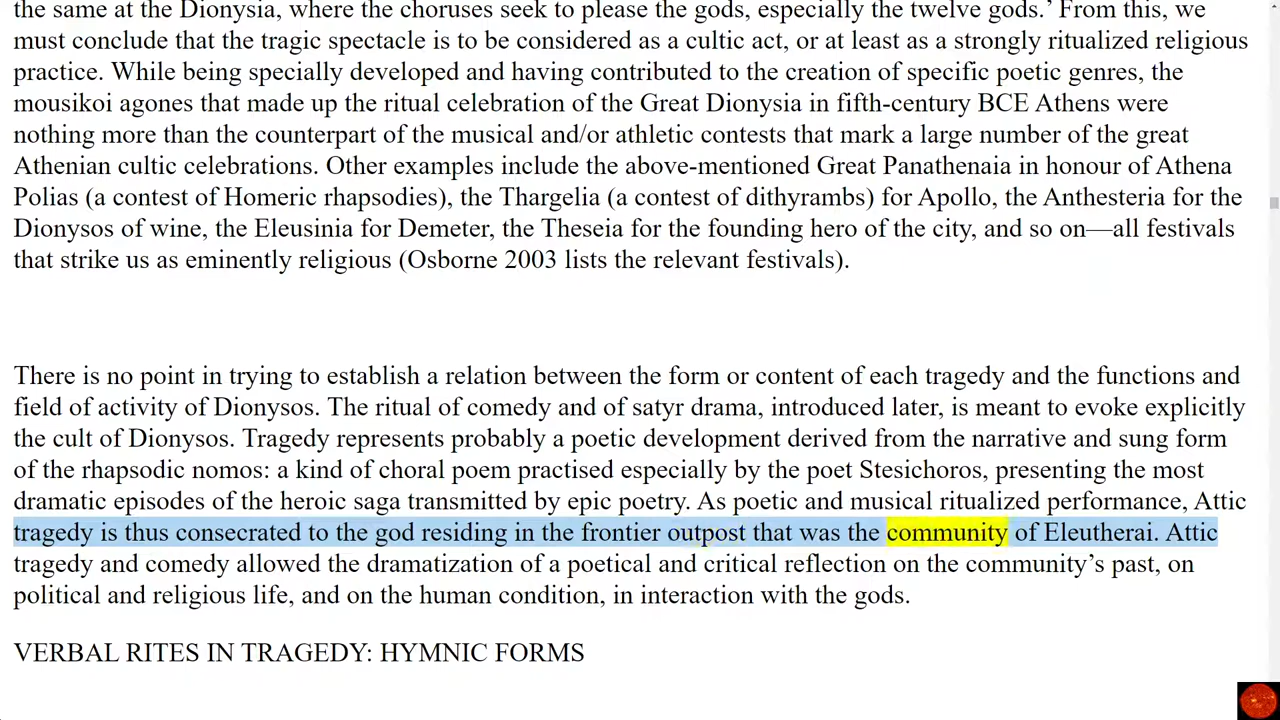 the same at the Dionysia, where the choruses seek to please the gods, especially the twelve gods.’ From this, we
must conclude that the tragic spectacle is to be considered as a cultic act, or at least as a strongly ritualized religious
practice. While being specially developed and having contributed to the creation of specific poetic genres, the
mousikoi agones that made up the ritual celebration of the Great Dionysia in fifth-century BCE Athens were
nothing more than the counterpart of the musical and/or athletic contests that mark a large number of the great
Athenian cultic celebrations. Other examples include the above-mentioned Great Panathenaia in honour of Athena
Polias (a contest of Homeric rhapsodies), the Thargelia (a contest of dithyrambs) for Apollo, the Anthesteria for the
Dionysos of wine, the Eleusinia for Demeter, the Theseia for the founding hero of the city, and so on—all festivals
that strike us as eminently religious (Osborne 2003 lists the relevant festivals).
There is no point in trying to establish a relation between the form or content of each tragedy and the functions and
field of activity of Dionysos. The ritual of comedy and of satyr drama, introduced later, is meant to evoke explicitly
the cult of Dionysos. Tragedy represents probably a poetic development derived from the narrative and sung form
of the rhapsodic nomos: a kind of choral poem practised especially by the poet Stesichoros, presenting the most
dramatic episodes of the heroic saga transmitted by epic poetry. As poetic and musical ritualized performance, Attic
tragedy is thus consecrated to the god residing in the frontier outpost that was the community of Eleutherai. Attic
tragedy and comedy allowed the dramatization of a poetical and critical reflection on the community’s past, on
political and religious life, and on the human condition, in interaction with the gods.
VERBAL RITES IN TRAGEDY: HYMNIC FORMS